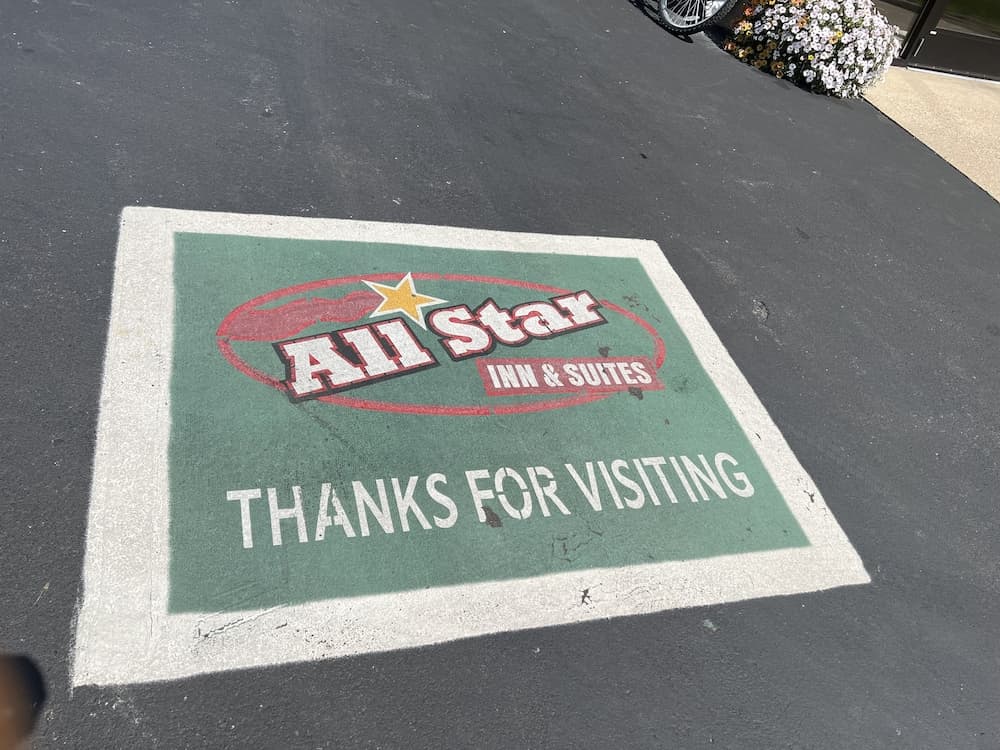 All Star
INN & SUITES
THANKS FOR VISITING